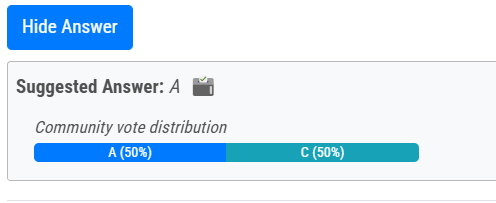 Hide Answer
Suggested Answer: A
Community vote distribution
A (50%) C (50%)